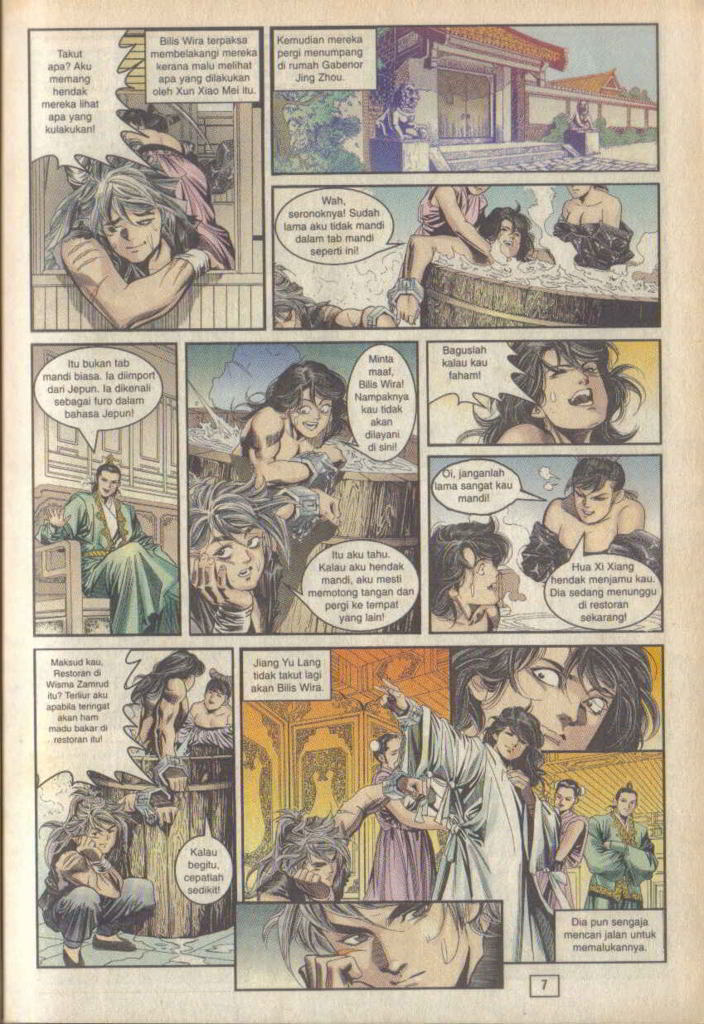 Takut
apa? Aku
memang
hendak
mereka lihat
apa yang
kulakukan!
Bilis Wira terpaksa
membelakangi mereka
kerana malu melihat
apa yang dilakukan
oleh Xun Xiao Mei itu.
Kemudian mereka
pergi menumpang
di rumah Gabenor
Jing Zhou.
Wah,
seronoknya! Sudah
lama aku tidak mandi
dalam tab mandi
seperti ini!
Itu bukan tab
mandi biasa. Ia diimport
dari Jepun. Ia dikenali
sebagai furo dalam
bahasa Jepun!
Minta
maaf,
Bilis Wira!
Nampaknya
kau tidak
akan
dilayani
di sini!
Itu aku tahu.
Kalau aku hendak
mandi, aku mesti
memotong tangan dan
pergi ke tempat
yang lain!
Baguslah
kalau kau
faham!
Oi, janganlah
lama sangat kau
mandi!
Hua Xi Xiang
hendak menjamu kau.
Dia sedang menunggu
di restoran
sekarang!
Maksud kau,
Restoran di
Wisma Zamrud
itu? Terliur aku
apabila teringat
akan ham
madu bakar di
restoran itu!
Kalau
begitu,
cepatlah
sedikit!
Jiang Yu Lang
tidak takut lagi
akan Bilis Wira.
Dia pun sengaja
mencari jalan untuk
memalukannya.
7